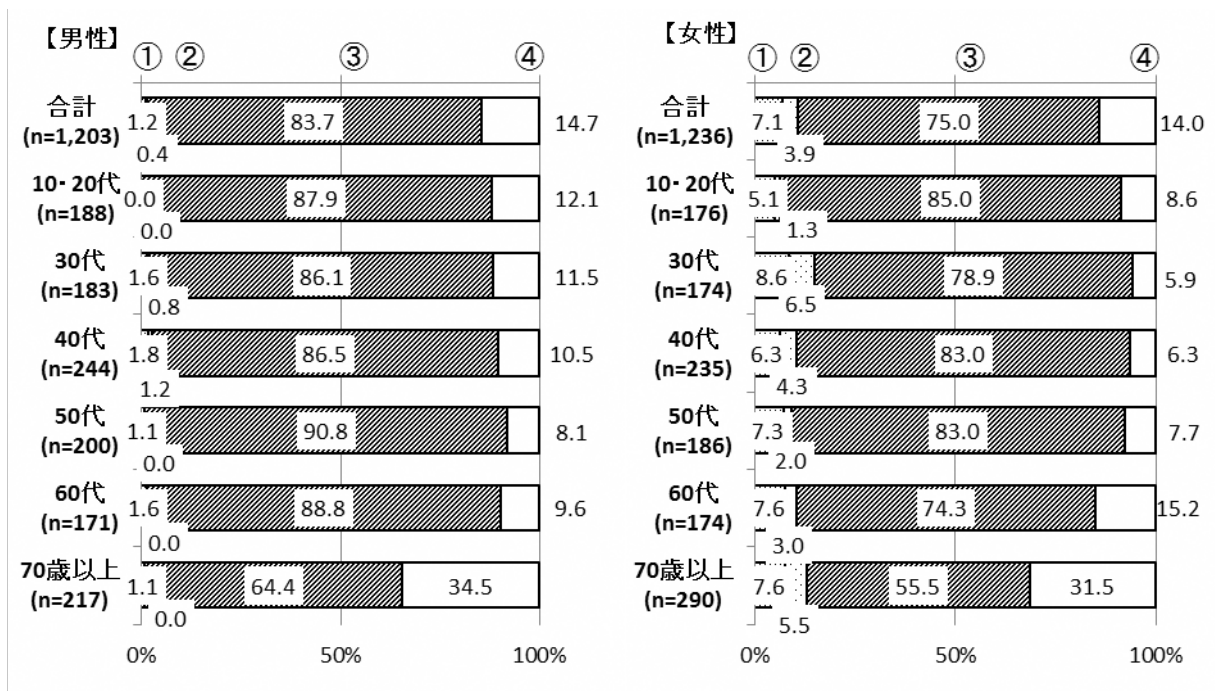 【男性】
① ② ③ ④
合計
(n=1,203)
1.2 83.7 14.7
0.4
10・20代
(n=188)
0.0 87.9 12.1
0.0
30代
(n=183)
1.6 86.1 11.5
0.8
40代
(n=244)
1.8 86.5 10.5
1.2
50代
(n=200)
1.1 90.8 8.1
0.0
60代
(n=171)
1.6 88.8 9.6
0.0
70歳以上
(n=217)
1.1 64.4 34.5
0.0
0% 50% 100%
【女性】
① ② ③ ④
合計
(n=1,236)
7.1 75.0 14.0
3.9
10・20代
(n=176)
5.1 85.0 8.6
1.3
30代
(n=174)
8.6 78.9 5.9
6.5
40代
(n=235)
6.3 83.0 6.3
4.3
50代
(n=186)
7.3 83.0 7.7
2.0
60代
(n=174)
7.6 74.3 15.2
3.0
70歳以上
(n=290)
7.6 55.5 31.5
5.5
0% 50% 100%